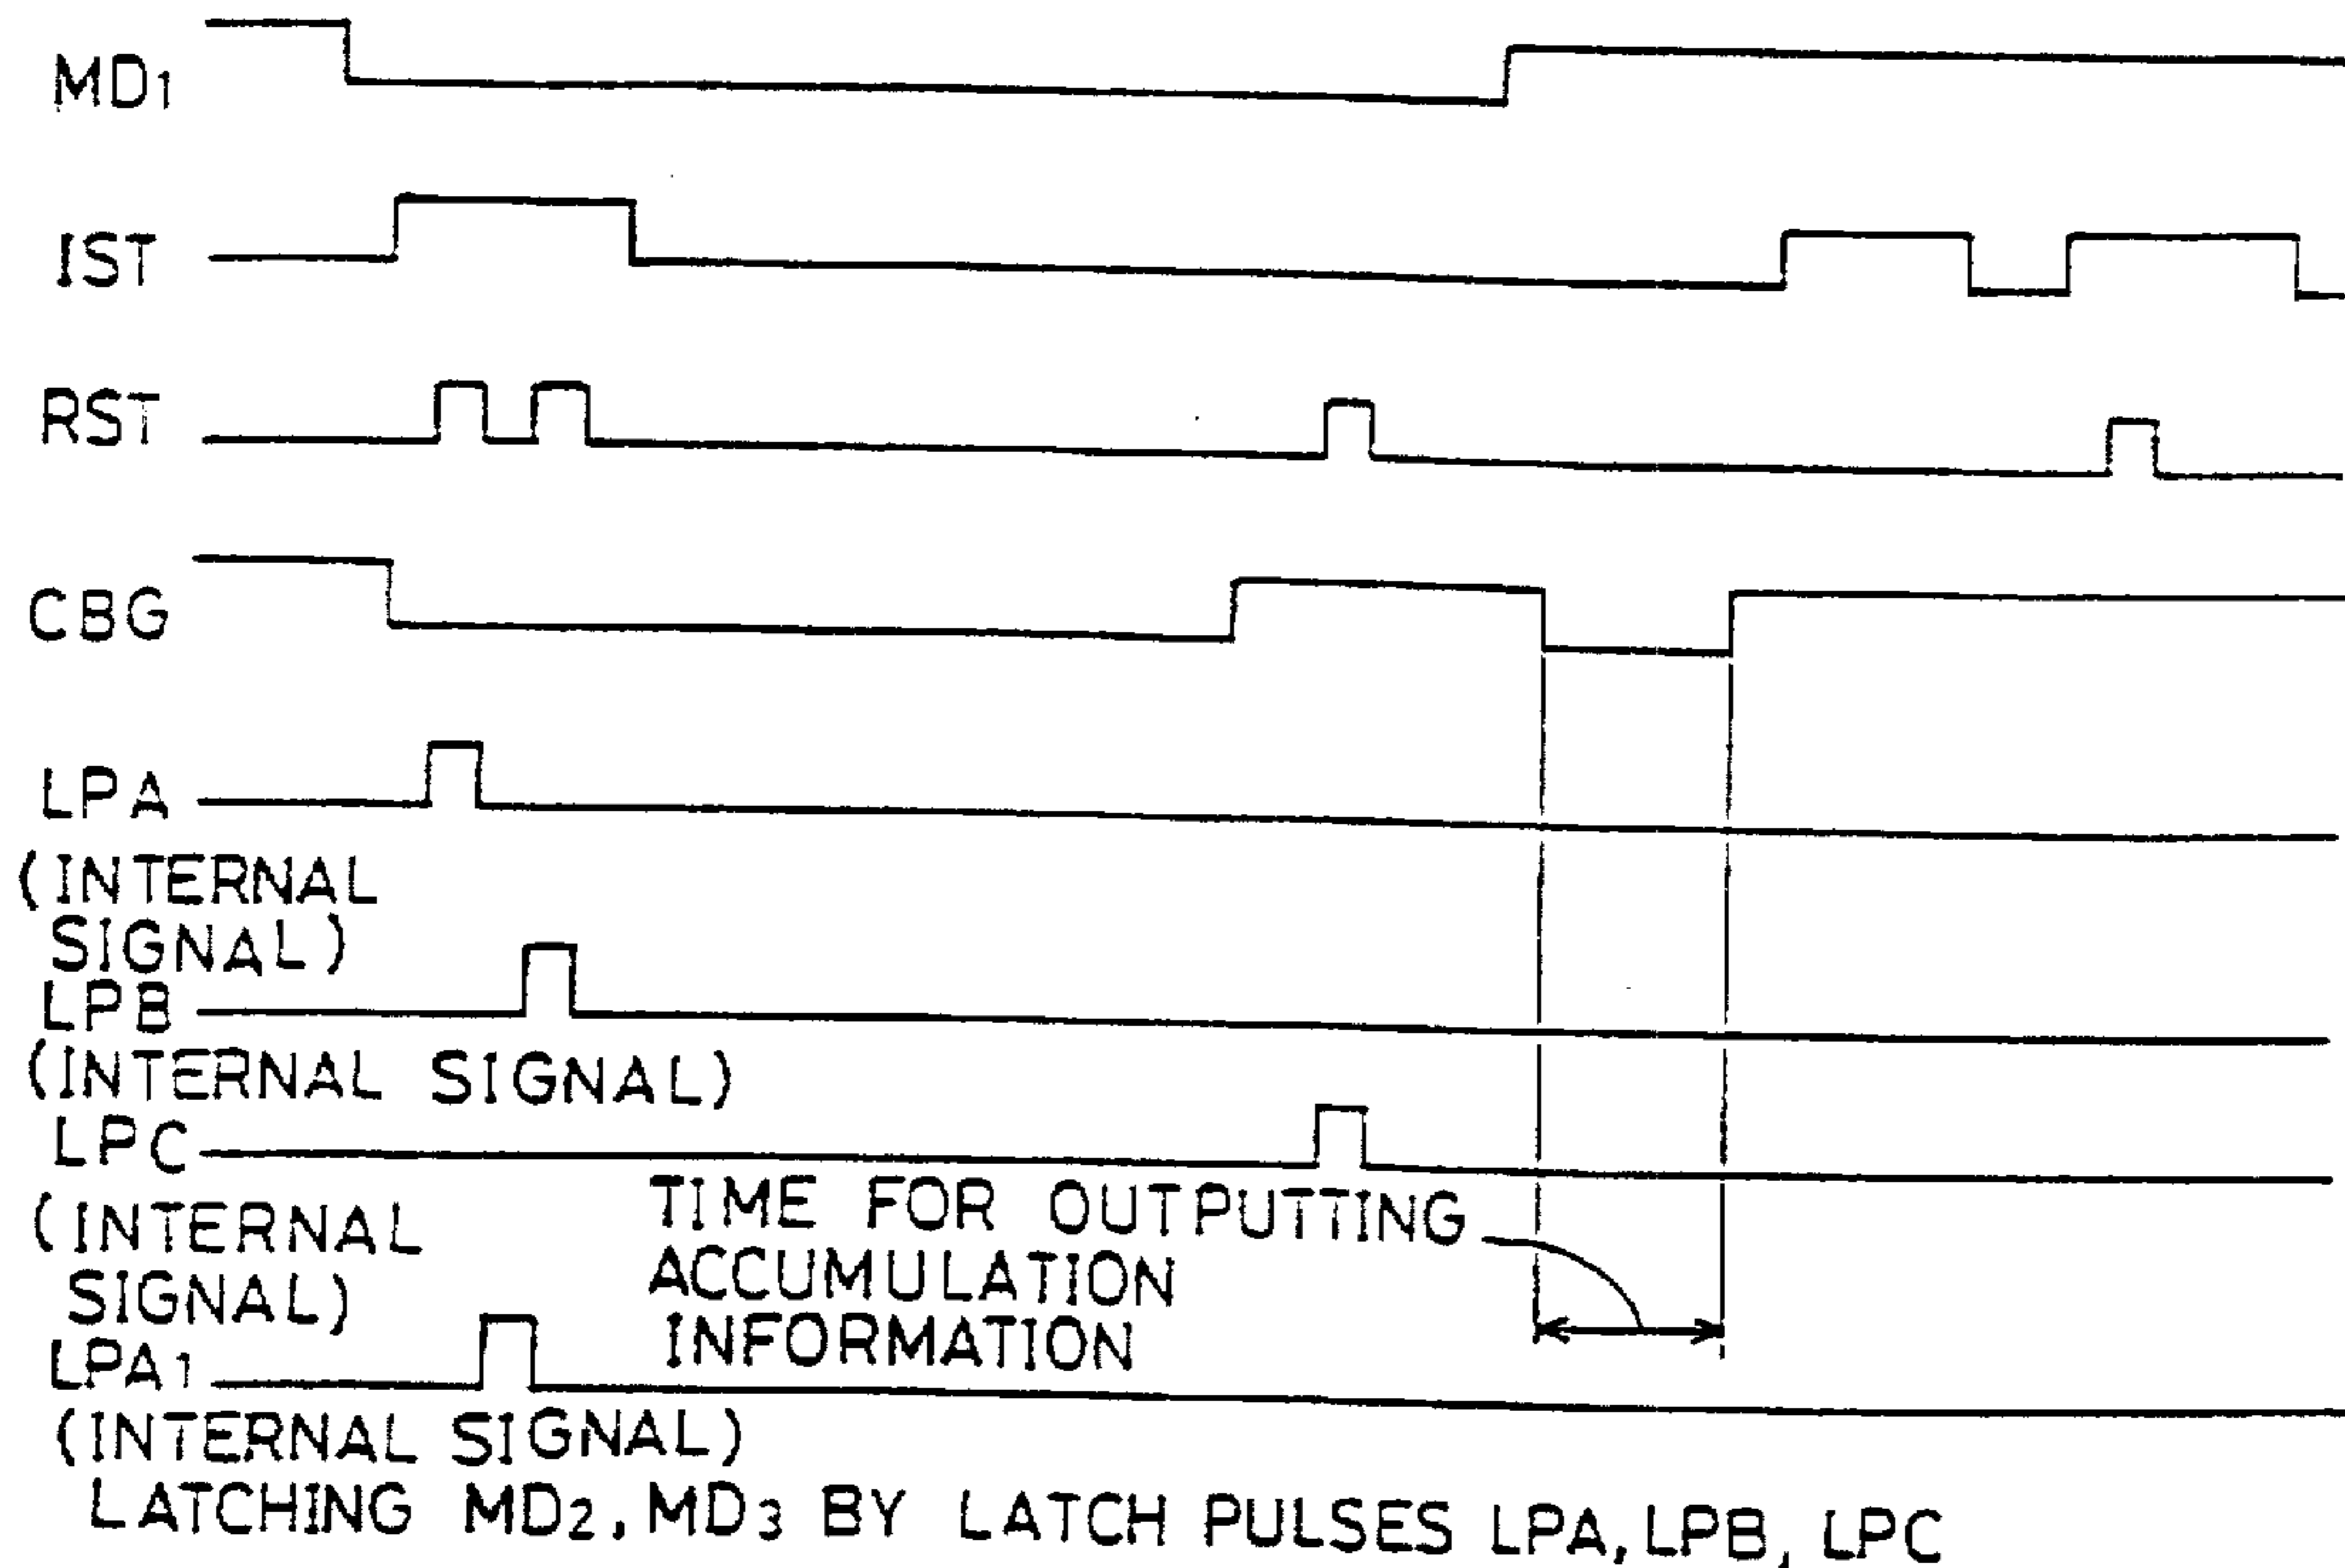 MD1
IST
RST
CBG
LPA
(INTERNAL
SIGNAL)
LPB
(INTERNAL SIGNAL)
LPC
(INTERNAL
SIGNAL)
TIME FOR OUTPUTTING
ACCUMULATION
INFORMATION
LPA1
(INTERNAL SIGNAL)
LATCHING MD2, MD3 BY LATCH PULSES LPA, LPB, LPC